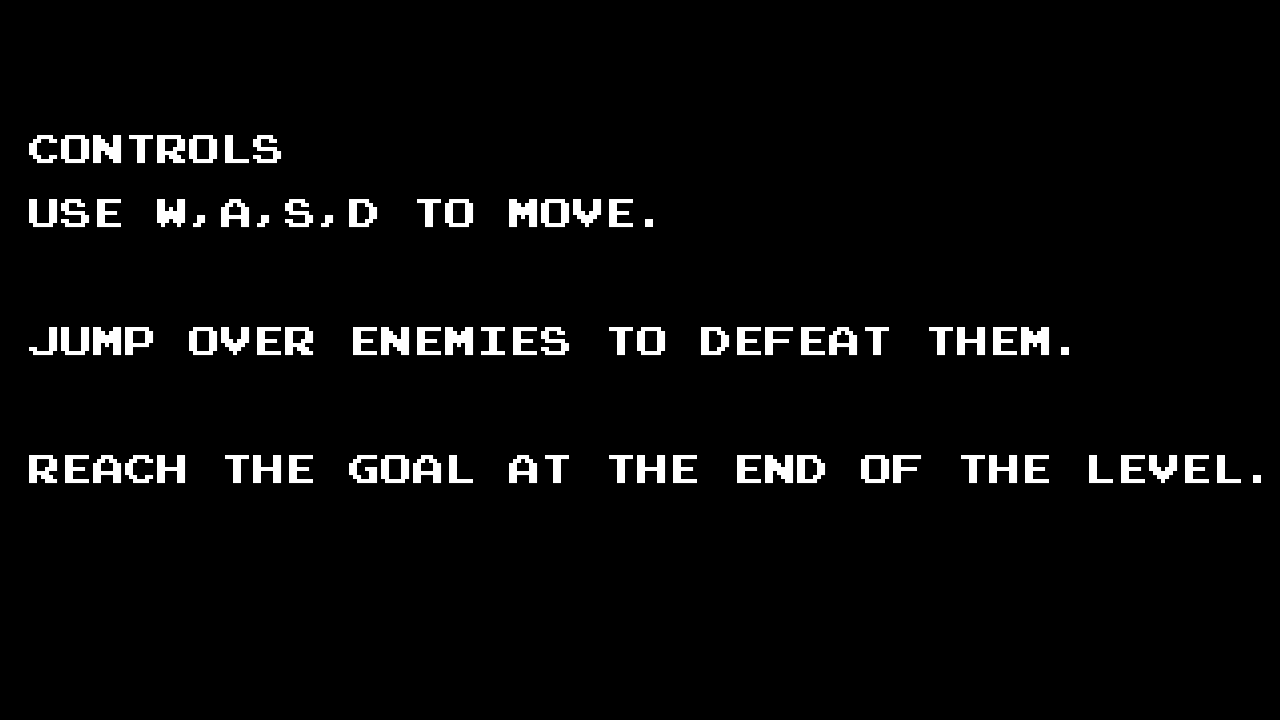 CONTROLS
USE W,A,S,D TO MOVE.
JUMP OVER ENEMIES TO DEFEAT THEM.
REACH THE GOAL AT THE END OF THE LEVEL.